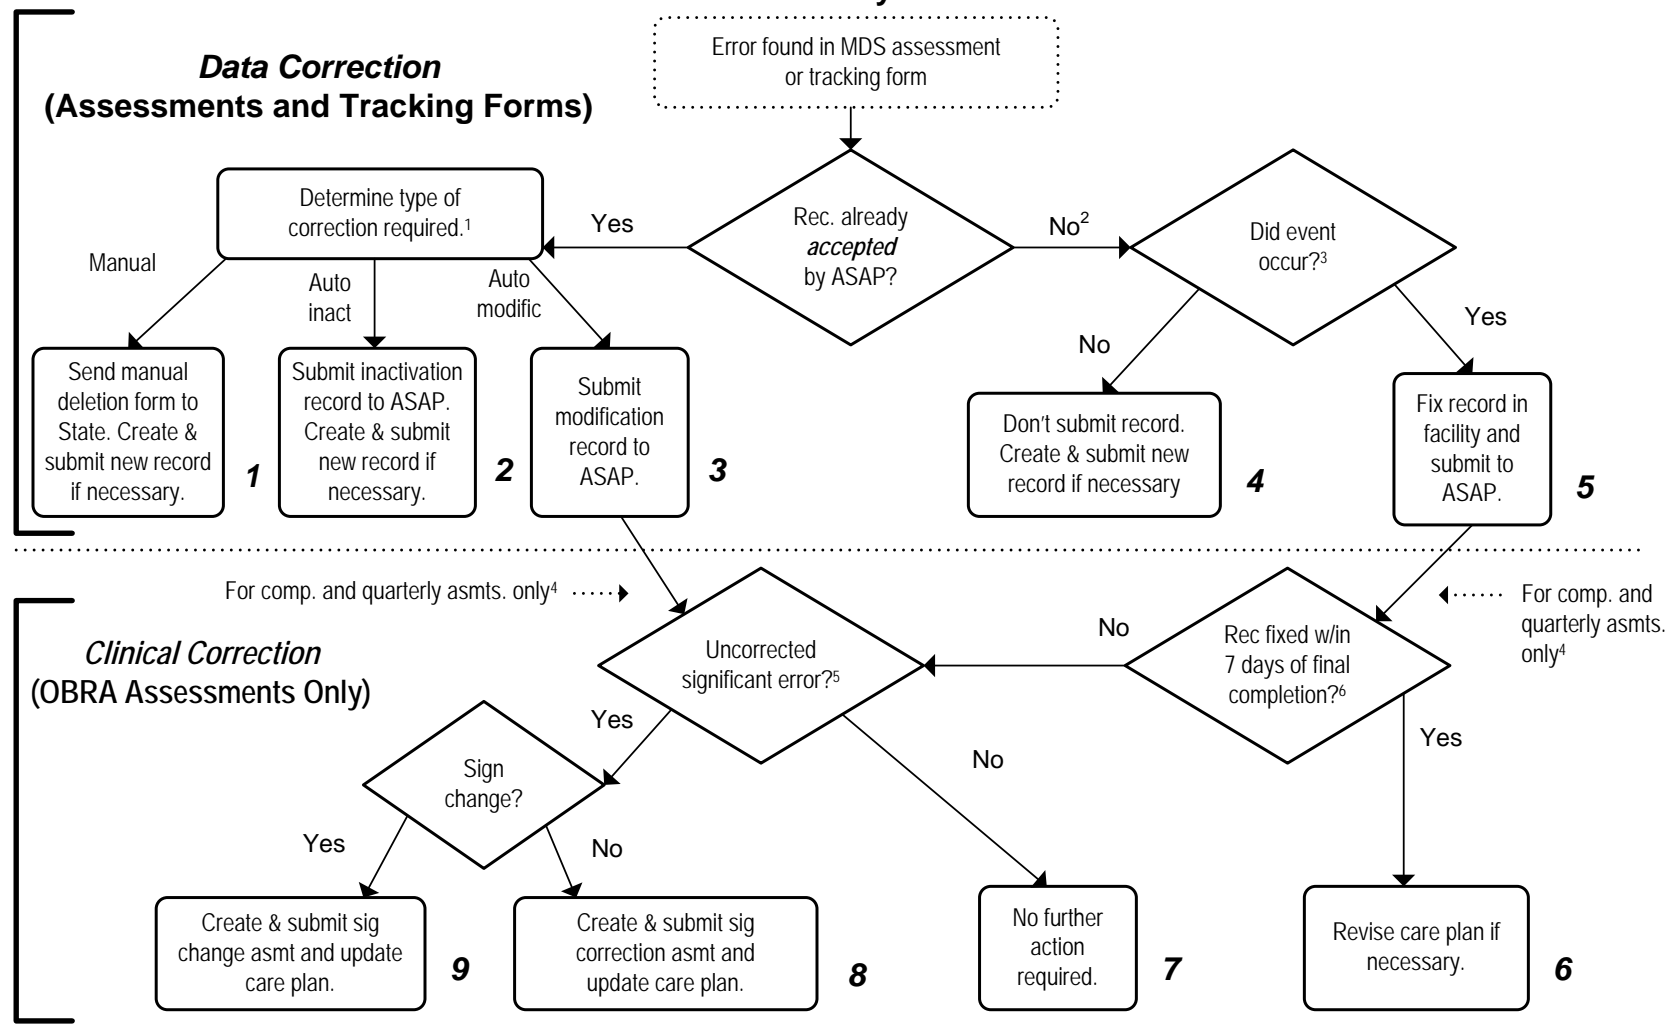 Data Correction
(Assessments and Tracking Forms)
Error found in MDS assessment
or tracking form
Determine type of
correction required.1
Yes
Rec. already
accepted
by ASAP?
No2
Did event
occur?3
Manual
Auto
inact
Auto
modific
No
Yes
Send manual
deletion form to
State. Create &
submit new record
if necessary.
1
Submit inactivation
record to ASAP.
Create & submit
new record if
necessary.
2
Submit
modification
record to
ASAP.
3
Don't submit record.
Create & submit new
record if necessary
4
Fix record in
facility and
submit to
ASAP.
5
For comp. and quarterly asmts. only4
For comp. and
quarterly asmts.
only4
Clinical Correction
(OBRA Assessments Only)
Uncorrected
significant error?5
No
Rec fixed w/in
7 days of final
completion?6
Yes
No
Yes
Sign
change?
Yes
No
Create & submit sig
change asmt and update
care plan.
9
Create & submit sig
correction asmt and
update care plan.
8
No further
action
required.
7
Revise care plan if
necessary.
6